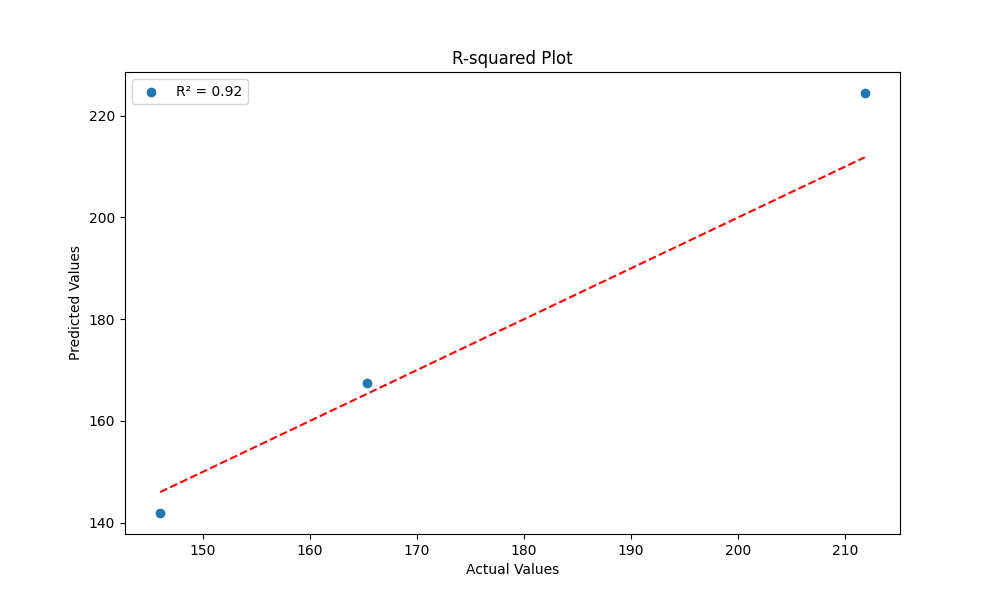 R-squared Plot
R² = 0.92
220
200
180
160
140
Predicted Values
150 160 170 180 190 200 210
Actual Values